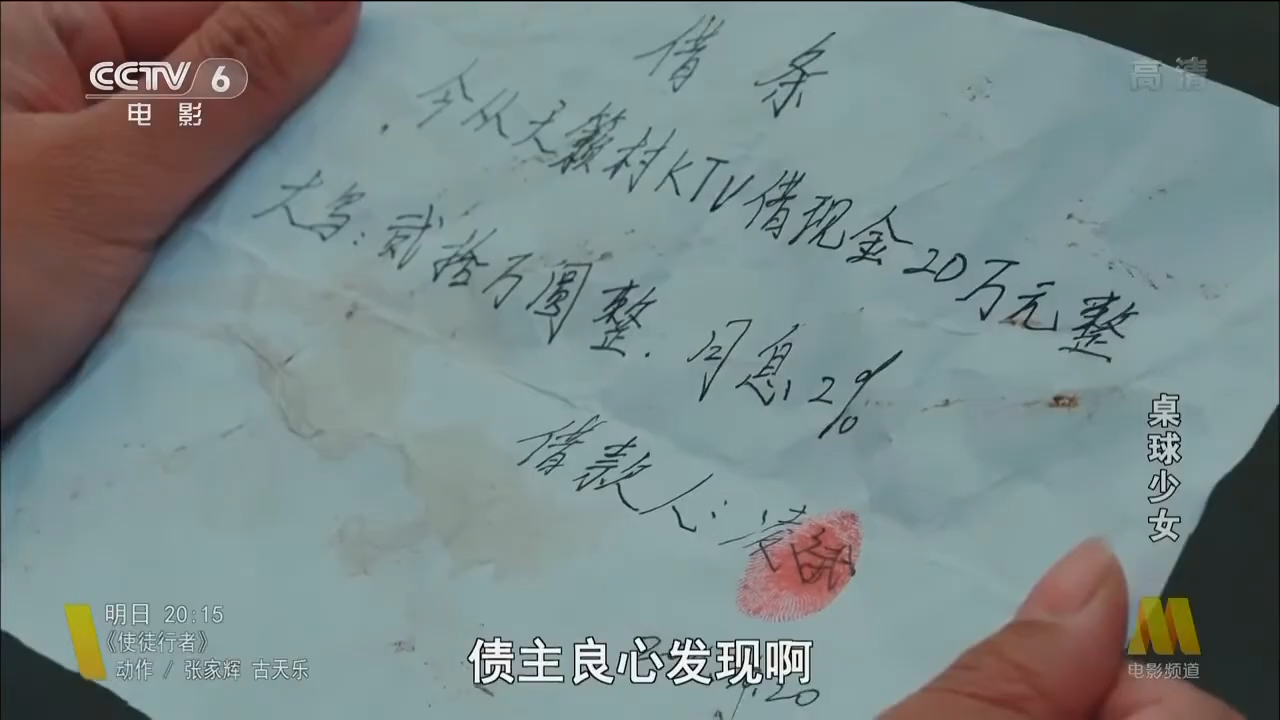 CCTV 6
电影
高清
借条
今从天籁村KTV借现金20万元整
大写:贰拾万圆整.月息2%
借款人:
桌球少女
明日 20:15
《使徒行者》
动作 / 张家辉 古天乐
债主良心发现啊
电影频道